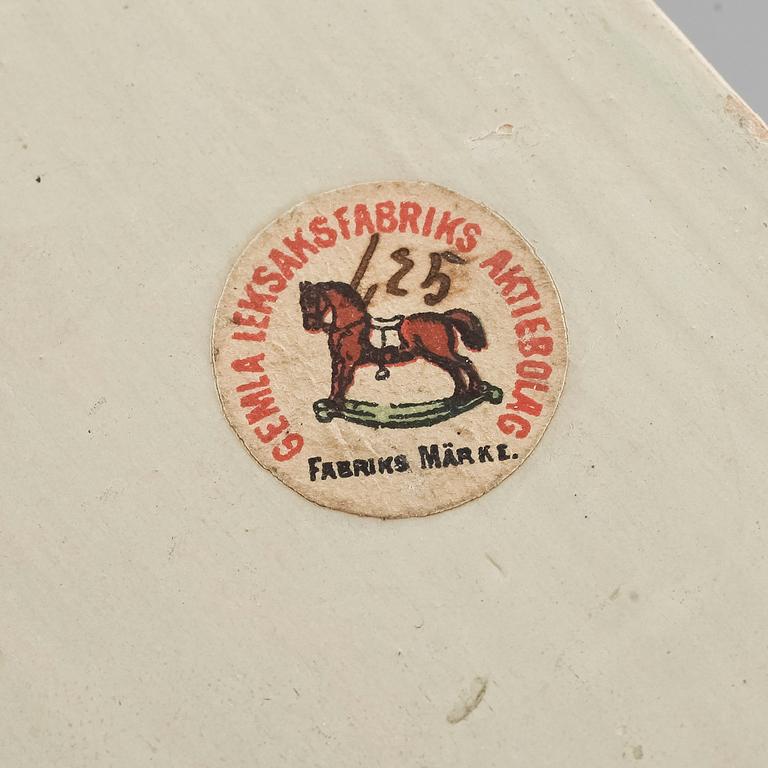 GEMLA LEKSAKSFABRIKS AKTIEBOLAG
1,25
FABRIKS MÄRKE.